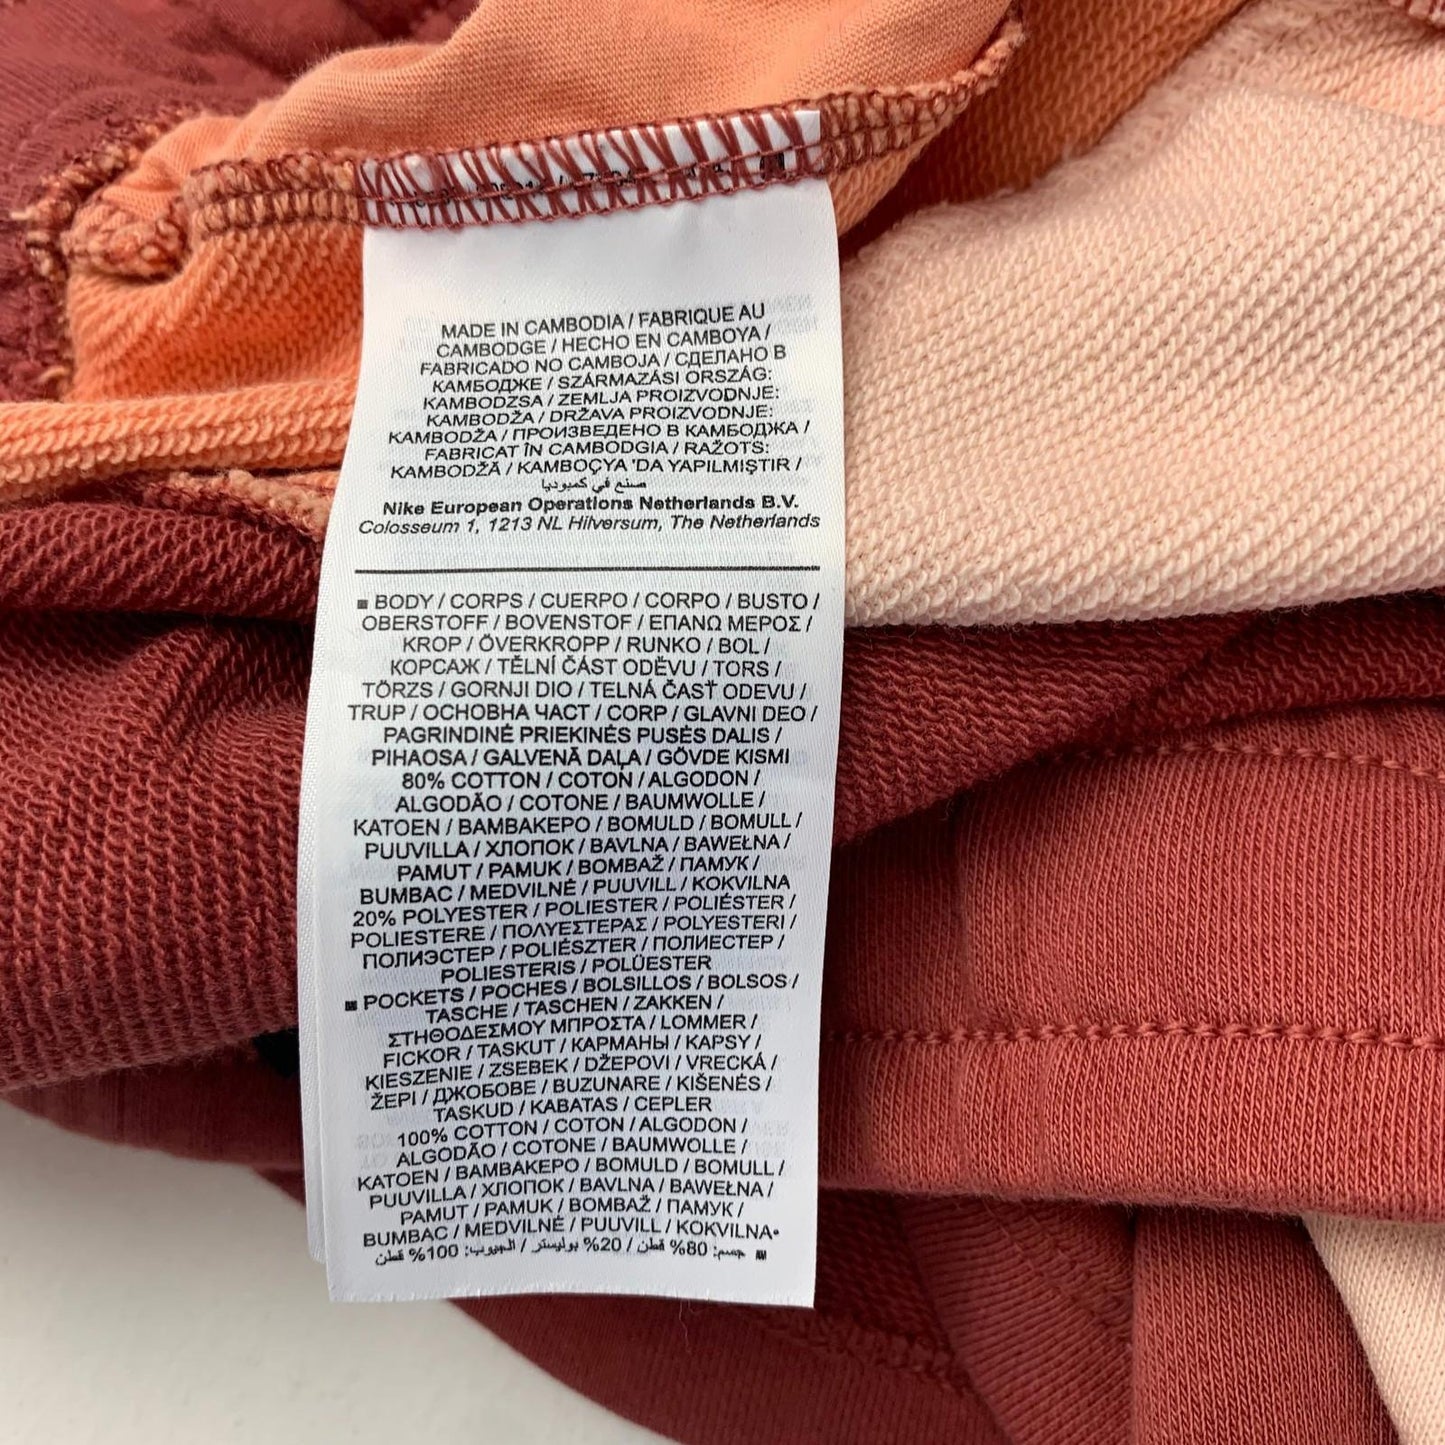 MADE IN CAMBODIA / FABRIQUE AU
CAMBODGE / HECHO EN CAMBOYA /
FABRICADO NO CAMBOJA / СДЕЛАНО В
КАМБОДЖЕ / SZÁRMAZÁSI ORSZÁG:
KAMBODZSA / ZEMLJA PROIZVODNJE:
KAMBODŽA / DRŽAVA PROIZVODNJE:
KAMBODŽA / ПРОИЗВЕДЕНО В КАМБОДЖА /
FABRICAT ÎN CAMBODGIA / RAŽOTS:
KAMBODŽĀ / KAMBOÇYA 'DA YAPILMIŞTIR /
صنع في كمبوديا
Nike European Operations Netherlands B.V.
Colosseum 1, 1213 NL Hilversum, The Netherlands
■ BODY / CORPS / CUERPO / CORPO / BUSTO /
OBERSTOFF / BOVENSTOF / ΕΠΑΝΩ ΜΕΡΟΣ /
KROP / ÖVERKROPP / RUNKO / BOL /
КОРСАЖ / TĚLNÍ ČÁST ODĚVU / TORS /
TÖRZS / GORNJI DIO / TELNÁ ČASŤ ODEVU /
TRUP / ОСНОВНА ЧАСТ / CORP / GLAVNI DEO /
PAGRINDINĖ PRIEKINĖS PUSĖS DALIS /
PIHAOSA / GALVENĀ DAĻA / GÖVDE KISMI
80% COTTON / COTON / ALGODON /
ALGODÃO / COTONE / BAUMWOLLE /
KATOEN / ΒΑΜΒΑΚΕΡΟ / BOMULD / BOMULL /
PUUVILLA / ХЛОПОК / BAVLNA / BAWEŁNA /
PAMUT / PAMUK / BOMBAŽ / ПАМУК /
BUMBAC / MEDVILNĖ / PUUVILL / KOKVILNA
20% POLYESTER / POLIESTER / POLIÉSTER /
POLIESTERE / ΠΟΛΥΕΣΤΕΡΑΣ / POLYESTERI /
ПОЛИЭСТЕР / POLIÉSZTER / ПОЛИЕСТЕР /
POLIESTERIS / POLÜESTER
■ POCKETS / POCHES / BOLSILLOS / BOLSOS /
TASCHE / TASCHEN / ZAKKEN /
ΣΤΗΘΟΔΕΣΜΟΥ ΜΠΡΟΣΤΑ / LOMMER /
FICKOR / TASKUT / КАРМАНЫ / KAPSY /
KIESZENIE / ZSEBEK / DŽEPOVI / VRECKÁ /
ŽEPI / ДЖОБОВЕ / BUZUNARE / KIŠENĖS /
TASKUD / KABATAS / CEPLER
100% COTTON / COTON / ALGODON /
ALGODÃO / COTONE / BAUMWOLLE /
KATOEN / ΒΑΜΒΑΚΕΡΟ / BOMULD / BOMULL /
PUUVILLA / ХЛОПОК / BAVLNA / BAWEŁNA /
PAMUT / PAMUK / BOMBAŽ / ПАМУК /
BUMBAC / MEDVILNĖ / PUUVILL / KOKVILNA•
■ جسم: 80% قطن / 20% بوليستر / الجيوب: 100% قطن